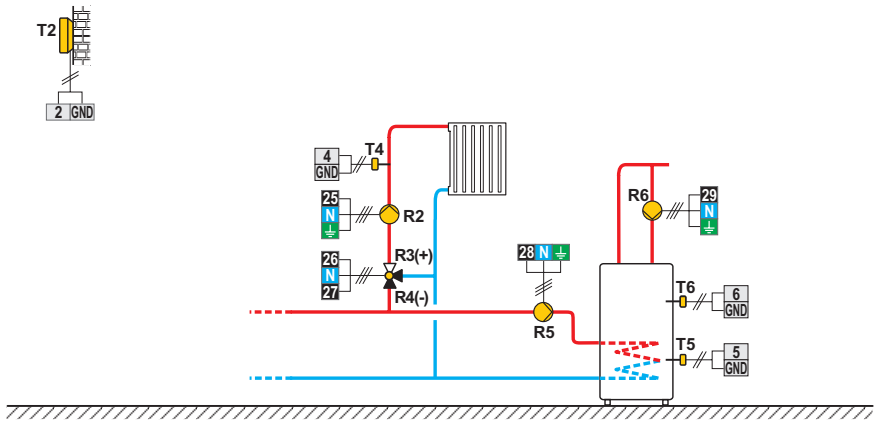 T2
2 GND
4
GND
T4
25
N
R2
26
N
27
R3(+)
R4(-)
28 N
R5
R6
29
N
T6
6
GND
T5
5
GND